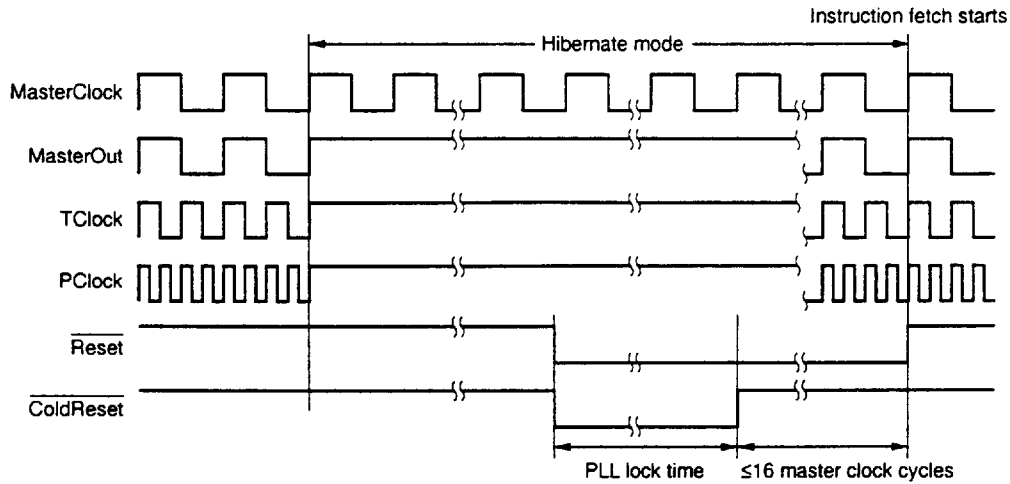 Instruction fetch starts
Hibernate mode
MasterClock
MasterOut
TClock
PClock
Reset
ColdReset
PLL lock time
≤16 master clock cycles